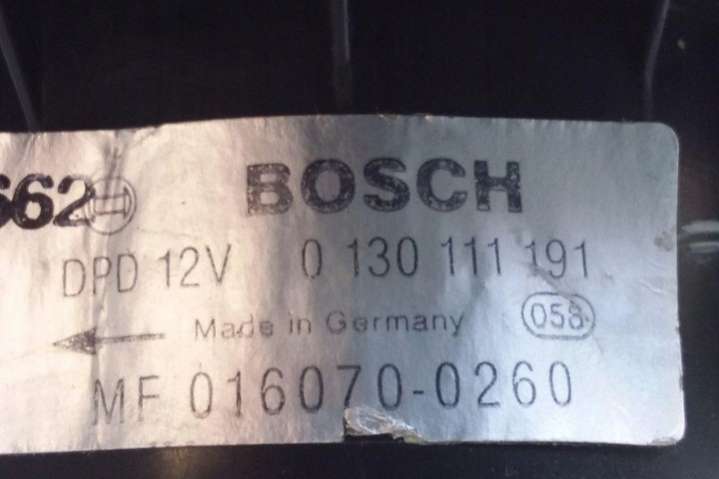 662 BOSCH
DPD 12V 0 130 111 191
Made in Germany 058
MF 016070-0260